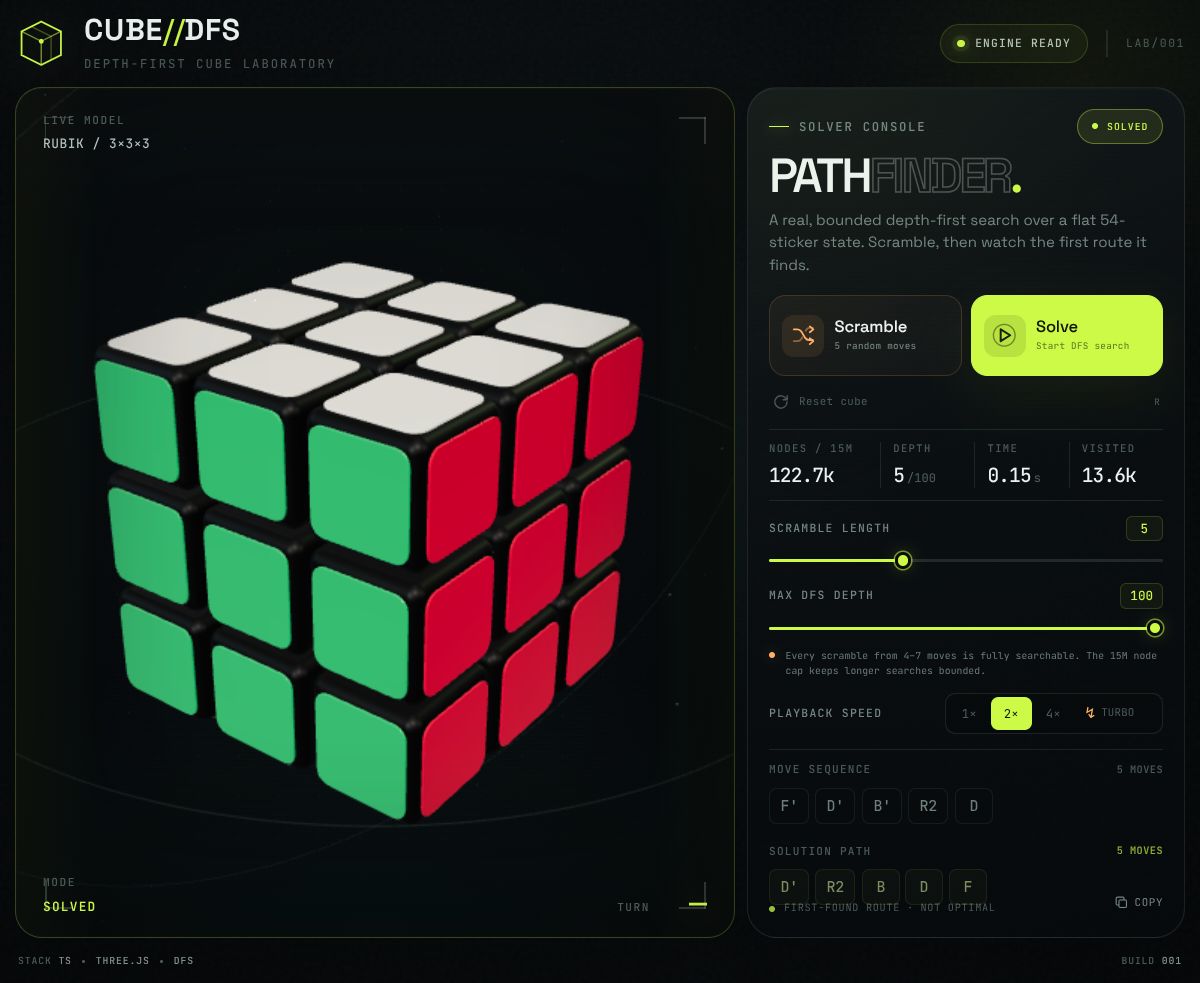 CUBE//DFS
DEPTH-FIRST CUBE LABORATORY
ENGINE READY
LAB/001
LIVE MODEL
RUBIK / 3×3×3
SOLVER CONSOLE
SOLVED
PATHFINDER.
A real, bounded depth-first search over a flat 54-
sticker state. Scramble, then watch the first route it
finds.
Scramble
5 random moves
Solve
Start DFS search
Reset cube
R
NODES / 15M
DEPTH
TIME
VISITED
122.7k
5/100
0.15s
13.6k
SCRAMBLE LENGTH
5
MAX DFS DEPTH
100
Every scramble from 4–7 moves is fully searchable. The 15M node
cap keeps longer searches bounded.
PLAYBACK SPEED
1×
2×
4×
TURBO
MOVE SEQUENCE
5 MOVES
F' D' B' R2 D
SOLUTION PATH
5 MOVES
D' R2 B D F
FIRST-FOUND ROUTE · NOT OPTIMAL
COPY
MODE
SOLVED
TURN
STACK TS • THREE.JS • DFS
BUILD 001